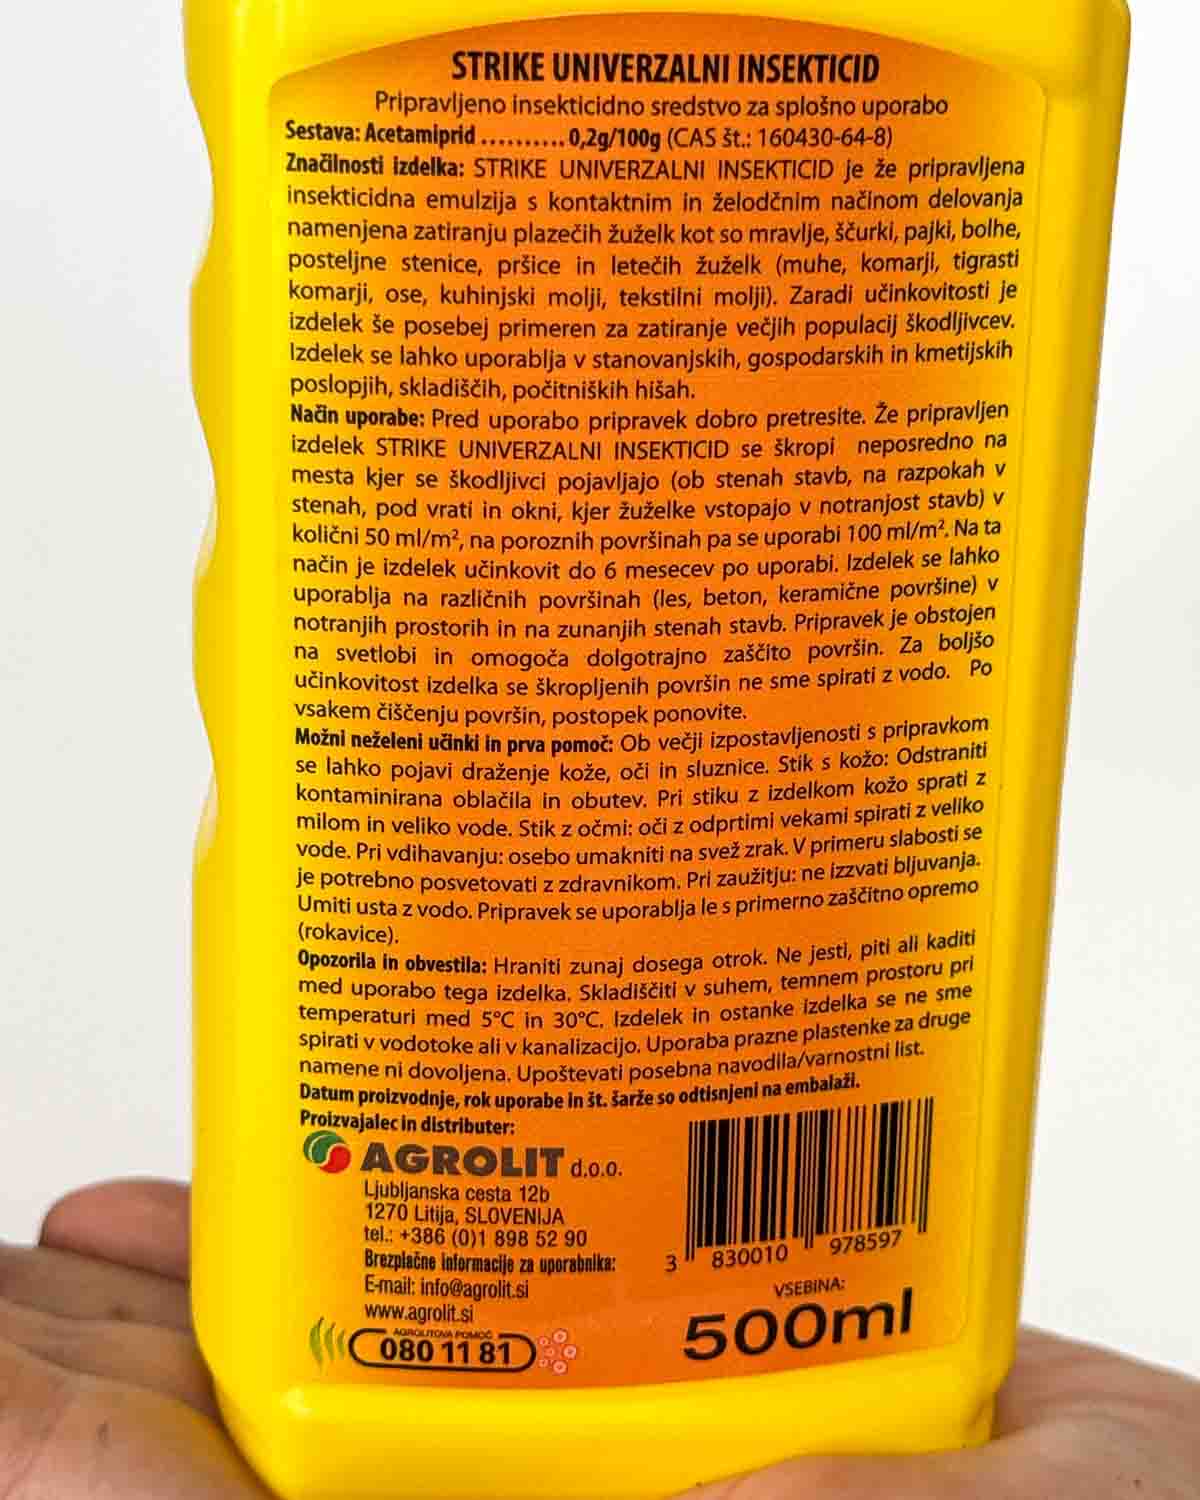 STRIKE UNIVERZALNI INSEKTICID
Pripravljeno insekticidno sredstvo za splošno uporabo
Sestava: Acetamiprid .......... 0,2g/100g (CAS št.: 160430-64-8)
Značilnosti izdelka: STRIKE UNIVERZALNI INSEKTICID je že pripravljena
insekticidna emulzija s kontaktnim in želodčnim načinom delovanja
namenjena zatiranju plazečih žuželk kot so mravlje, ščurki, pajki, bolhe,
posteljne stenice, pršice in letečih žuželk (muhe, komarji, tigrasti
komarji, ose, kuhinjski molji, tekstilni molji). Zaradi učinkovitosti je
izdelek še posebej primeren za zatiranje večjih populacij škodljivcev.
Izdelek se lahko uporablja v stanovanjskih, gospodarskih in kmetijskih
poslopjih, skladiščih, počitniških hišah.
Način uporabe: Pred uporabo pripravek dobro pretresite. Že pripravljen
izdelek STRIKE UNIVERZALNI INSEKTICID se škropi neposredno na
mesta kjer se škodljivci pojavljajo (ob stenah stavb, na razpokah v
stenah, pod vrati in okni, kjer žuželke vstopajo v notranjost stavb) v
količni 50 ml/m², na poroznih površinah pa se uporabi 100 ml/m². Na ta
način je izdelek učinkovit do 6 mesecev po uporabi. Izdelek se lahko
uporablja na različnih površinah (les, beton, keramične površine) v
notranjih prostorih in na zunanjih stenah stavb. Pripravek je obstojen
na svetlobi in omogoča dolgotrajno zaščito površin. Za boljšo
učinkovitost izdelka se škropljenih površin ne sme spirati z vodo. Po
vsakem čiščenju površin, postopek ponovite.
Možni neželeni učinki in prva pomoč: Ob večji izpostavljenosti s pripravkom
se lahko pojavi draženje kože, oči in sluznice. Stik s kožo: Odstraniti
kontaminirana oblačila in obutev. Pri stiku z izdelkom kožo sprati z
milom in veliko vode. Stik z očmi: oči z odprtimi vekami spirati z veliko
vode. Pri vdihavanju: osebo umakniti na svež zrak. V primeru slabosti se
je potrebno posvetovati z zdravnikom. Pri zaužitju: ne izzvati bljuvanja.
Umiti usta z vodo. Pripravek se uporablja le s primerno zaščitno opremo
(rokavice).
Opozorila in obvestila: Hraniti zunaj dosega otrok. Ne jesti, piti ali kaditi
med uporabo tega izdelka. Skladiščiti v suhem, temnem prostoru pri
temperaturi med 5°C in 30°C. Izdelek in ostanke izdelka se ne sme
spirati v vodotoke ali v kanalizacijo. Uporaba prazne plastenke za druge
namene ni dovoljena. Upoštevati posebna navodila/varnostni list.
Datum proizvodnje, rok uporabe in št. šarže so odtisnjeni na embalaži.
Proizvajalec in distributer:
AGROLIT d.o.o.
Ljubljanska cesta 12b
1270 Litija, SLOVENIJA
tel.: +386 (0)1 898 52 90
Brezplačne informacije za uporabnika:
E-mail: info@agrolit.si
www.agrolit.si
AGROLITOVA POMOČ
080 11 81
3 830010 978597
VSEBINA:
500ml